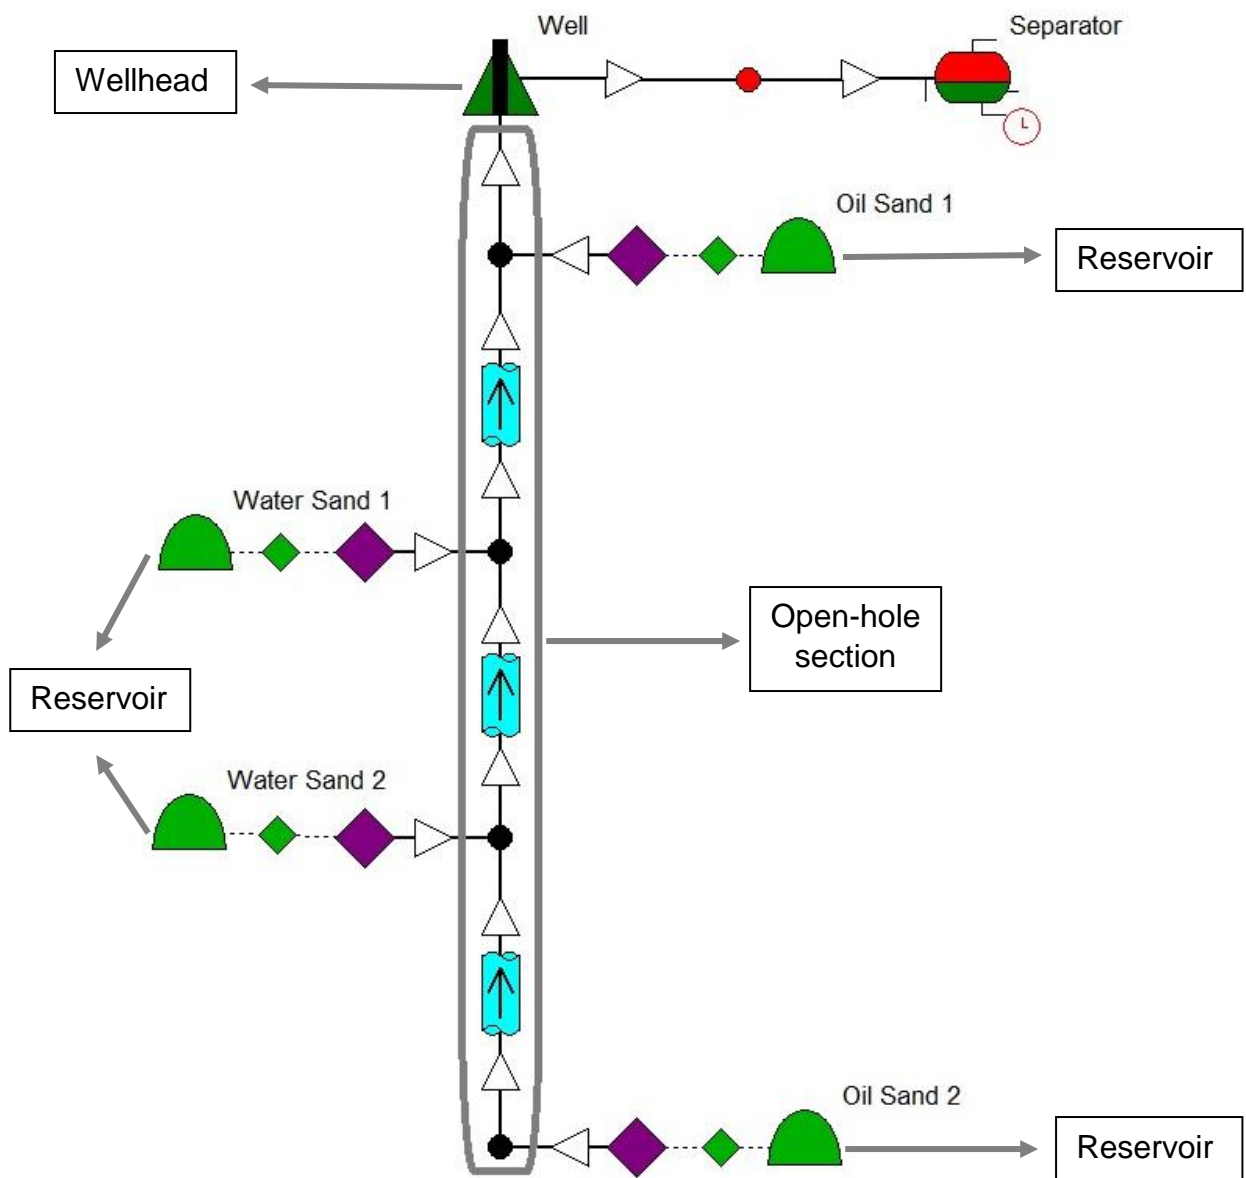 Well
Separator
Wellhead
Oil Sand 1
Reservoir
Water Sand 1
Open-hole
section
Reservoir
Water Sand 2
Oil Sand 2
Reservoir